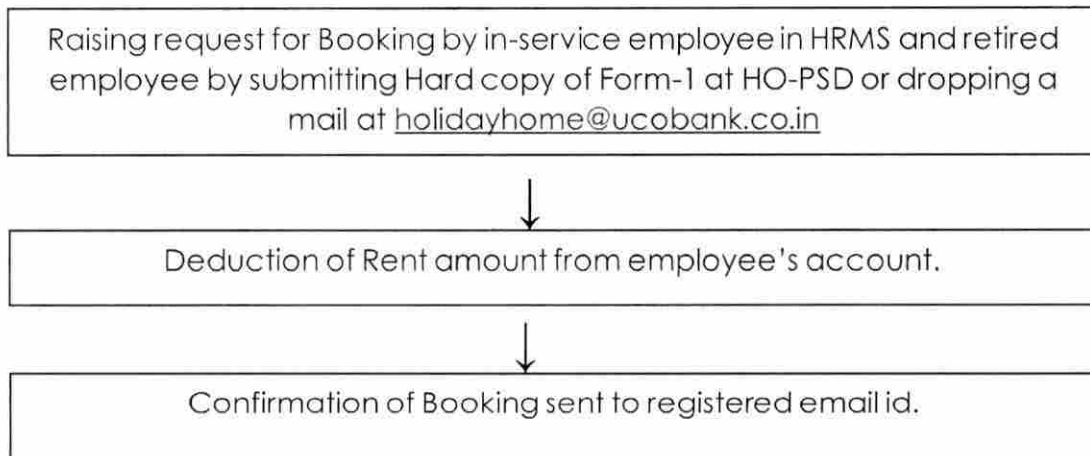 Raising request for Booking by in-service employee in HRMS and retired
employee by submitting Hard copy of Form-1 at HO-PSD or dropping a
mail at holidayhome@ucobank.co.in
↓
Deduction of Rent amount from employee's account.
↓
Confirmation of Booking sent to registered email id.